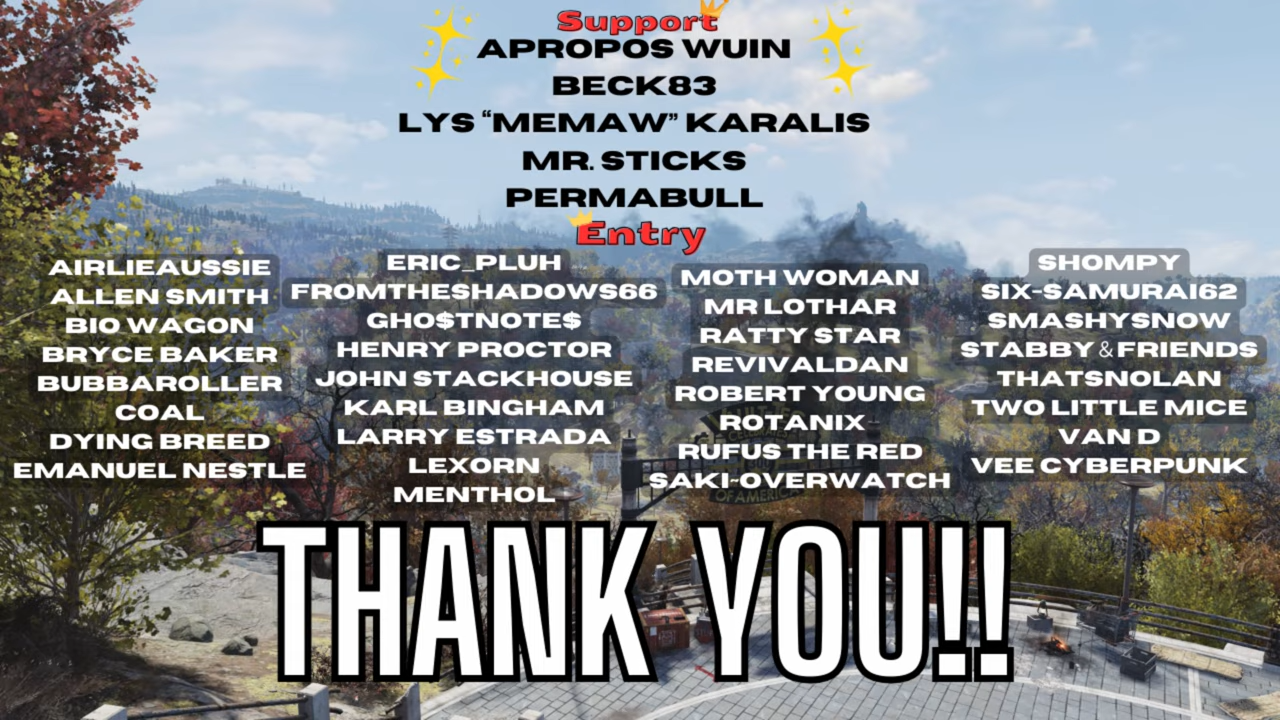 Support
APROPOS WUIN
BECK83
LYS “MEMAW” KARALIS
MR. STICKS
PERMABULL
Entry
AIRLIEAUSSIE
ALLEN SMITH
BIO WAGON
BRYCE BAKER
BUBBAROLLER
COAL
DYING BREED
EMANUEL NESTLE
ERIC_PLUH
FROMTHESHADOWS66
GHO$TNOTE$
HENRY PROCTOR
JOHN STACKHOUSE
KARL BINGHAM
LARRY ESTRADA
LEXORN
MENTHOL
MOTH WOMAN
MR LOTHAR
RATTY STAR
REVIVALDAN
ROBERT YOUNG
ROTANIX
RUFUS THE RED
SAKI~OVERWATCH
SHOMPY
SIX-SAMURAI62
SMASHYSNOW
STABBY & FRIENDS
THATSNOLAN
TWO LITTLE MICE
VAN D
VEE CYBERPUNK
OF AMERICA
THANK YOU!!